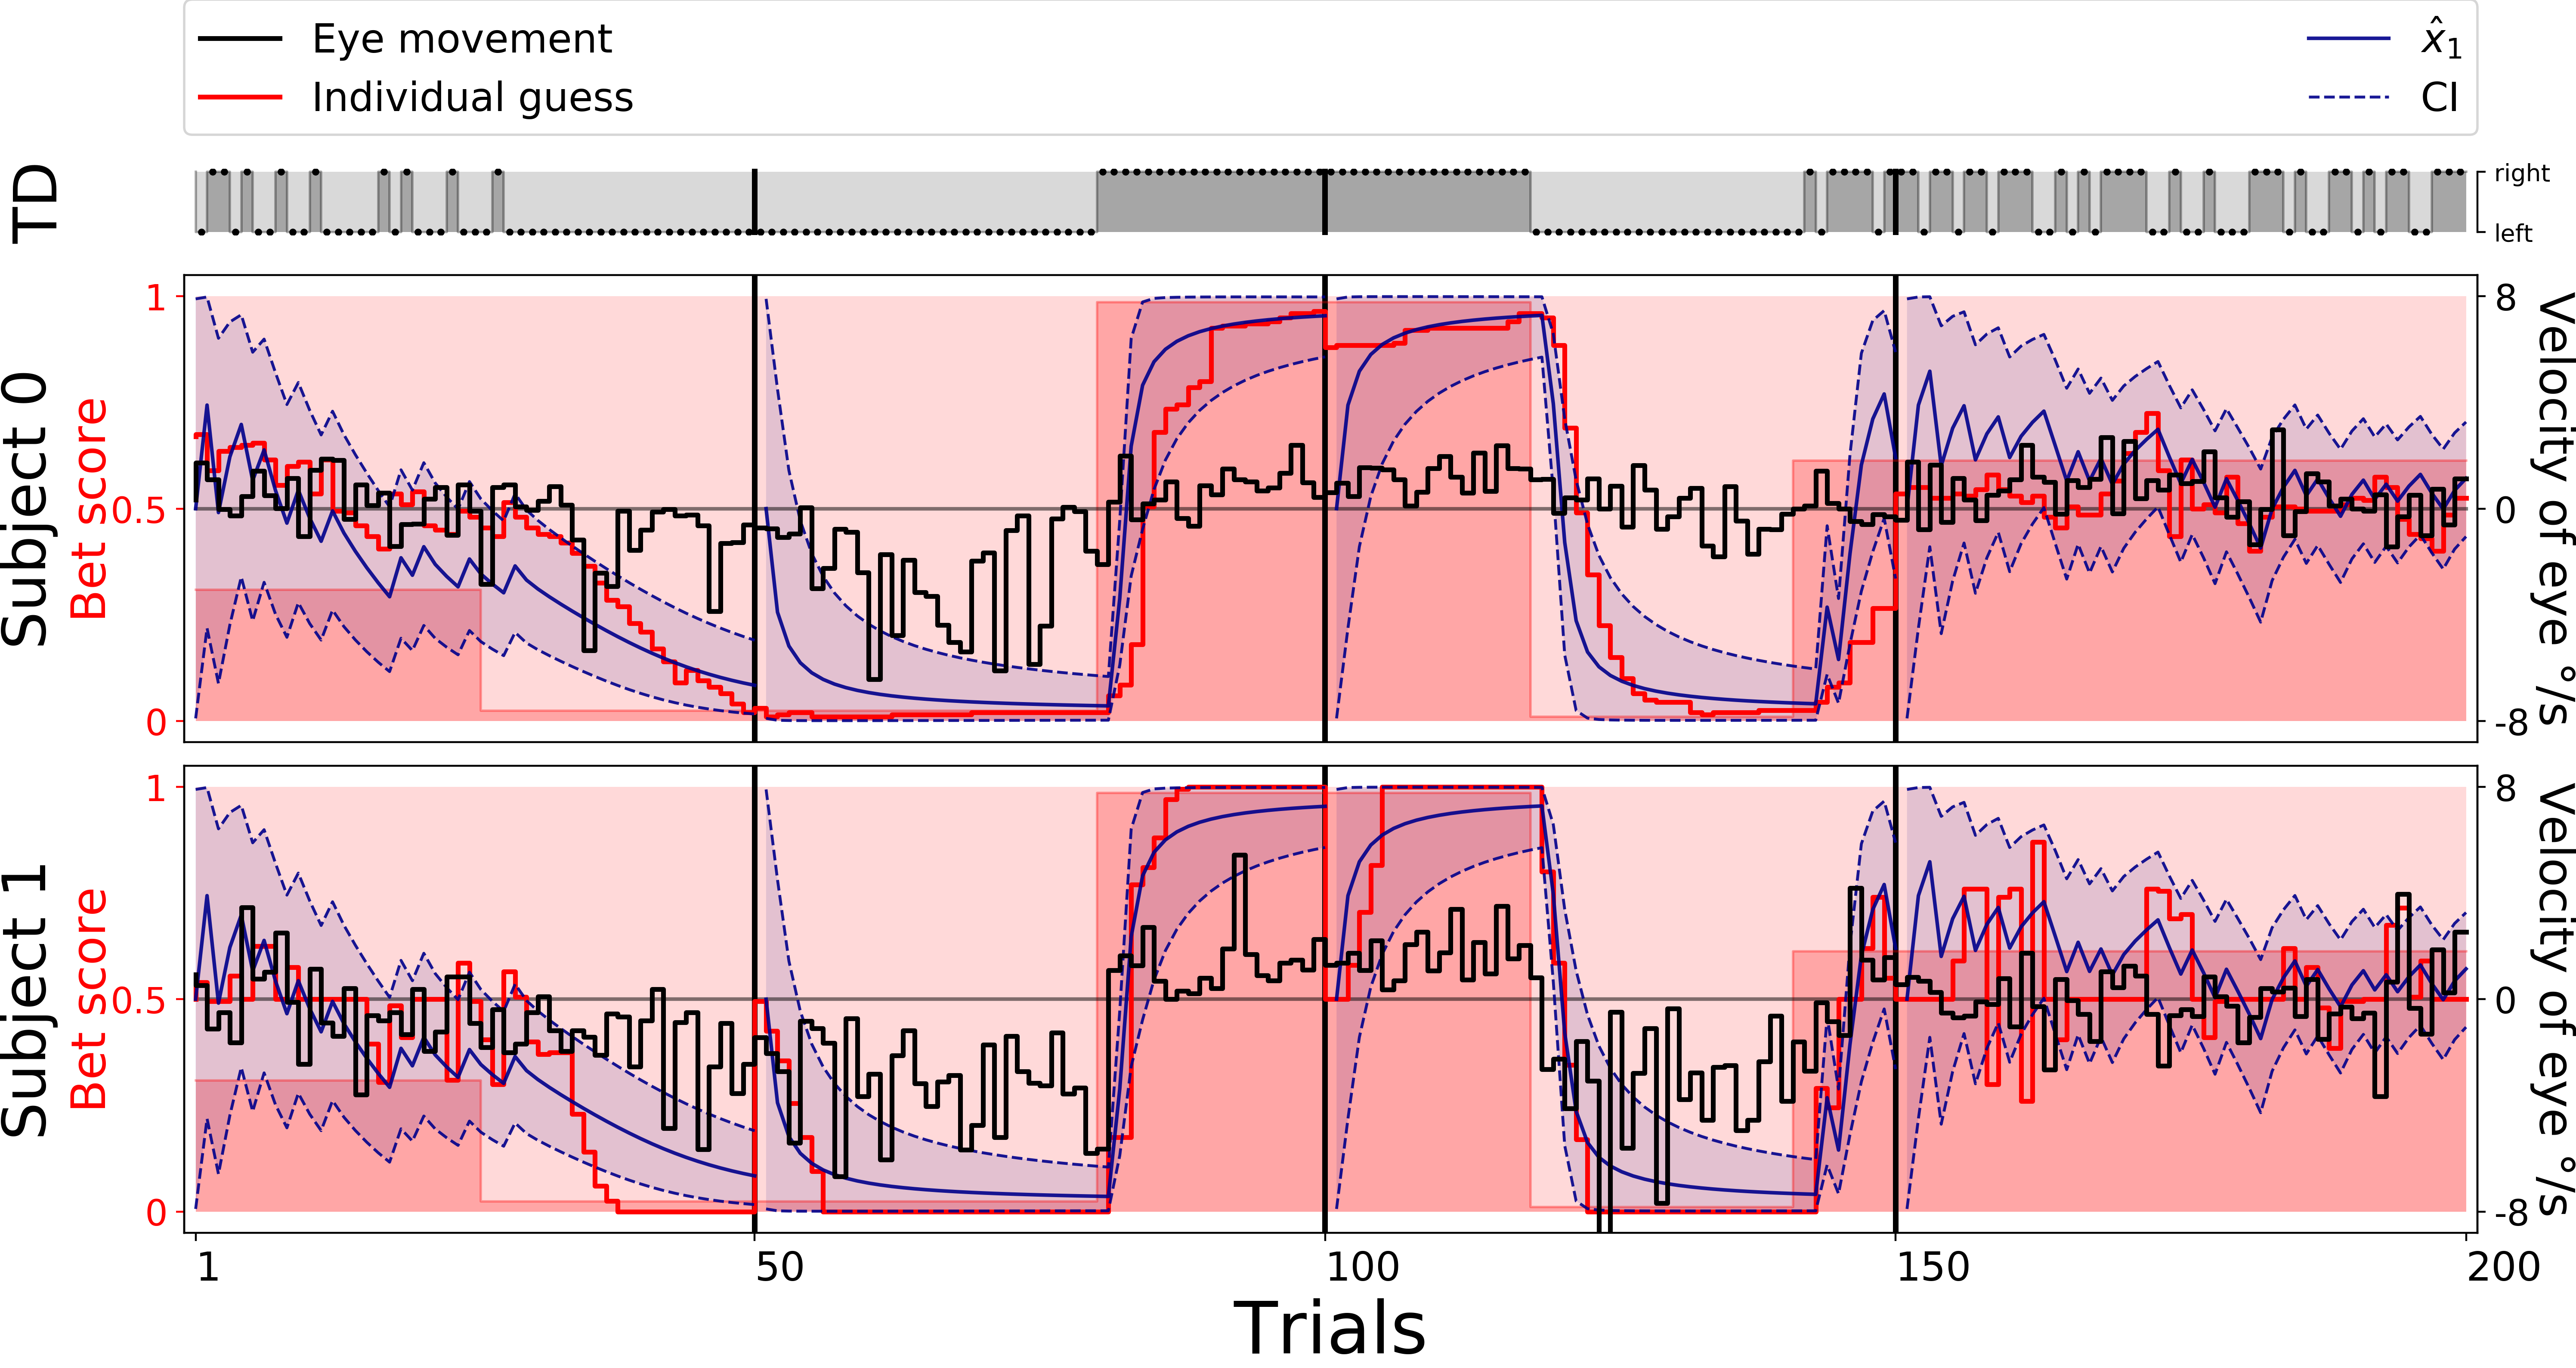 Eye movement
Individual guess
x̂₁
CI
TD
right
left
Subject 0
Bet score
1
0.5
0
8
0
-8
Velocity of eye °/s
Subject 1
Bet score
1
0.5
0
8
0
-8
Velocity of eye °/s
1 50 100 150 200
Trials